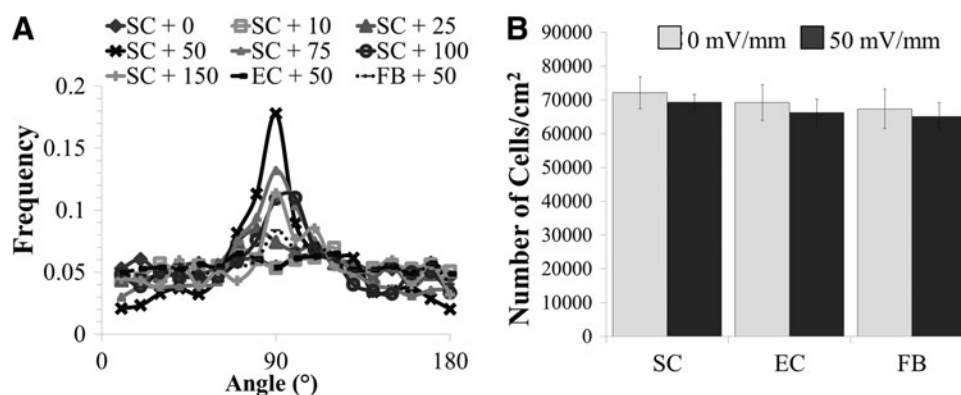 A
SC + 0 SC + 10 SC + 25
SC + 50 SC + 75 SC + 100
SC + 150 EC + 50 FB + 50
0.2
0.15
0.1
0.05
0
Frequency
0 90 180
Angle (°)
B
0 mV/mm 50 mV/mm
90000
80000
70000
60000
50000
40000
30000
20000
10000
0
Number of Cells/cm²
SC EC FB